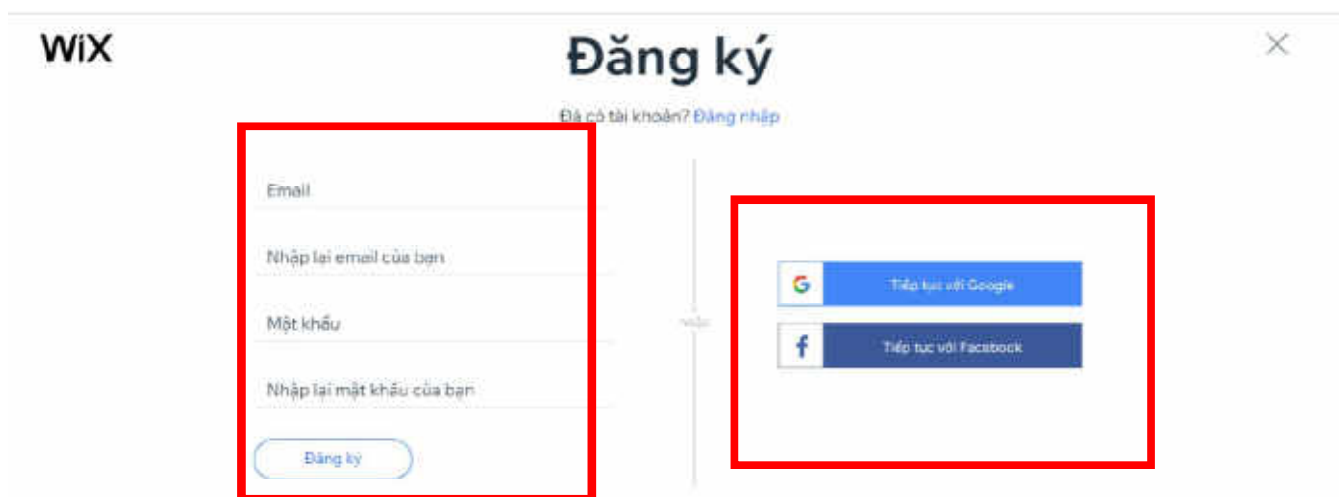 WiX
Đăng ký
Đã có tài khoản? Đăng nhập
Email
Nhập lại email của bạn
Mật khẩu
Nhập lại mật khẩu của bạn
Đăng ký
hoặc
G Tiếp tục với Google
f Tiếp tục với Facebook